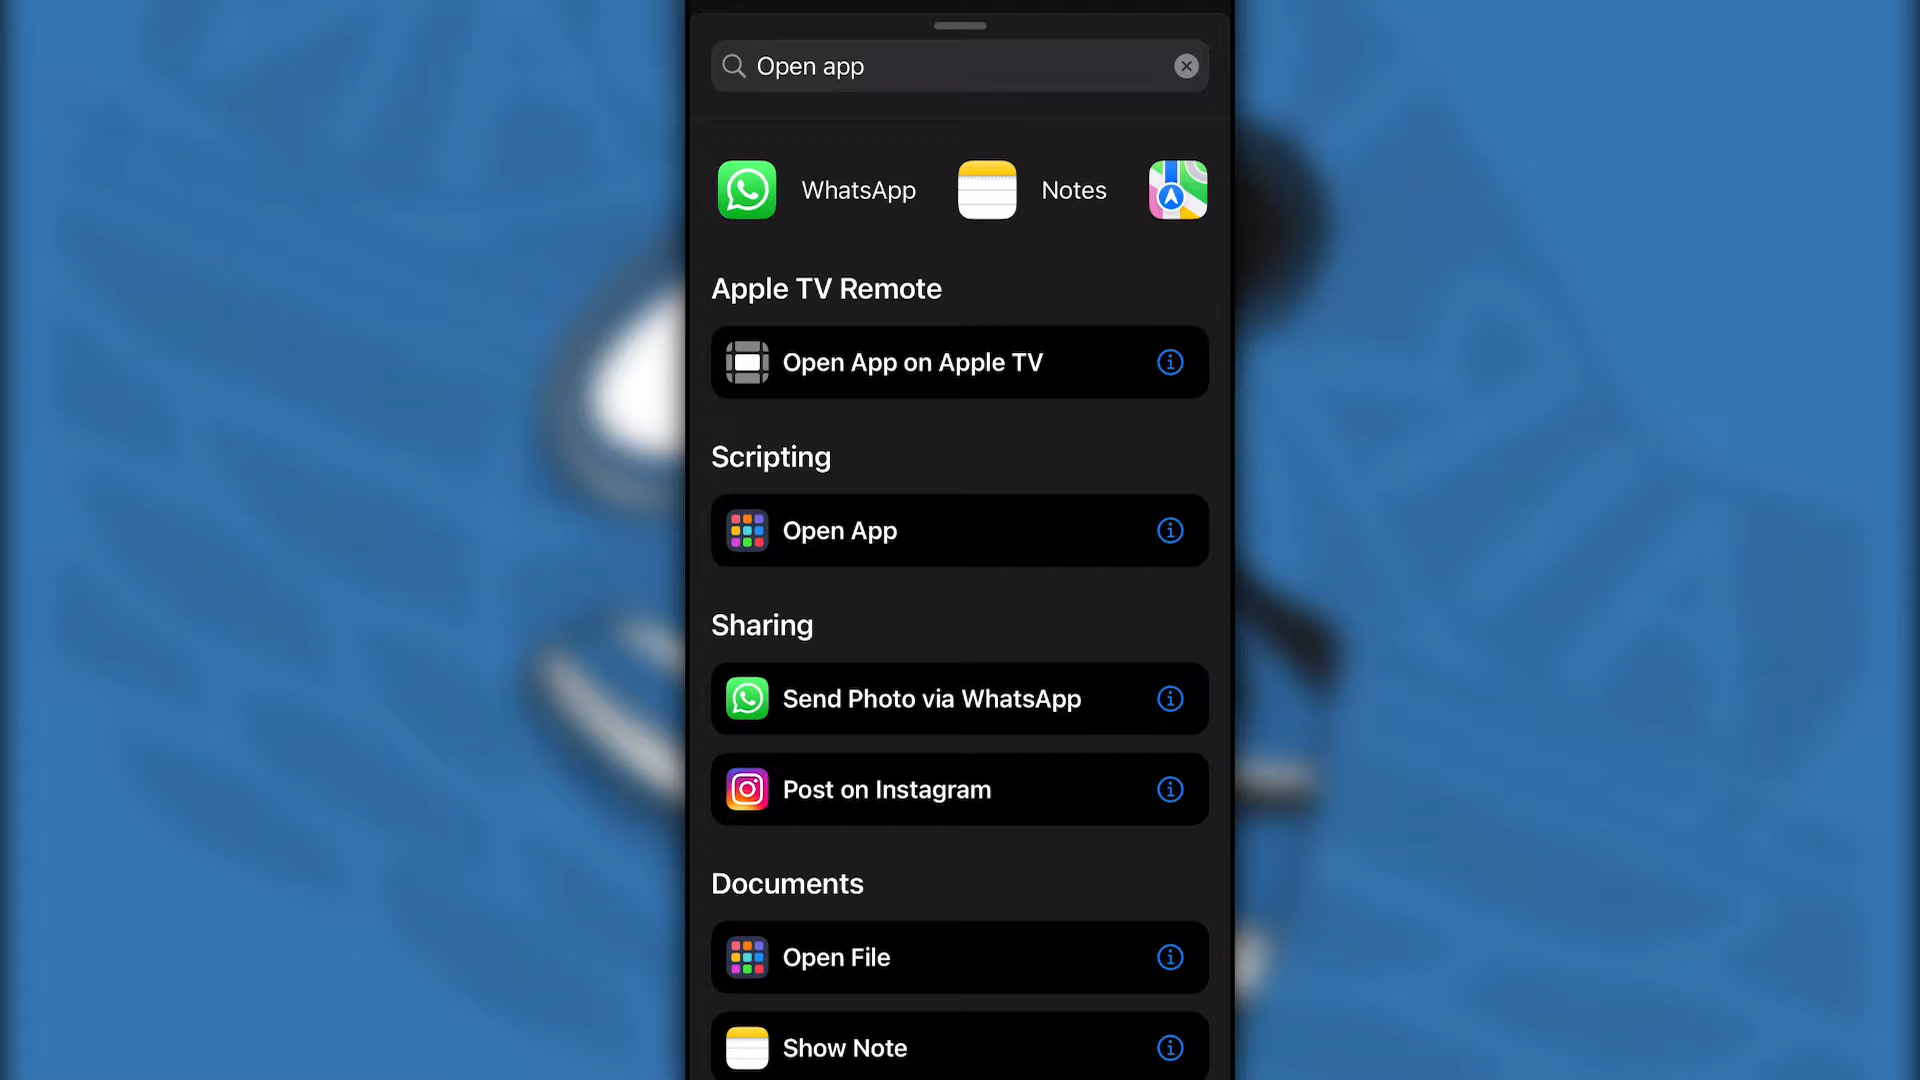 Open app
WhatsApp Notes
Apple TV Remote
Open App on Apple TV
Scripting
Open App
Sharing
Send Photo via WhatsApp
Post on Instagram
Documents
Open File
Show Note